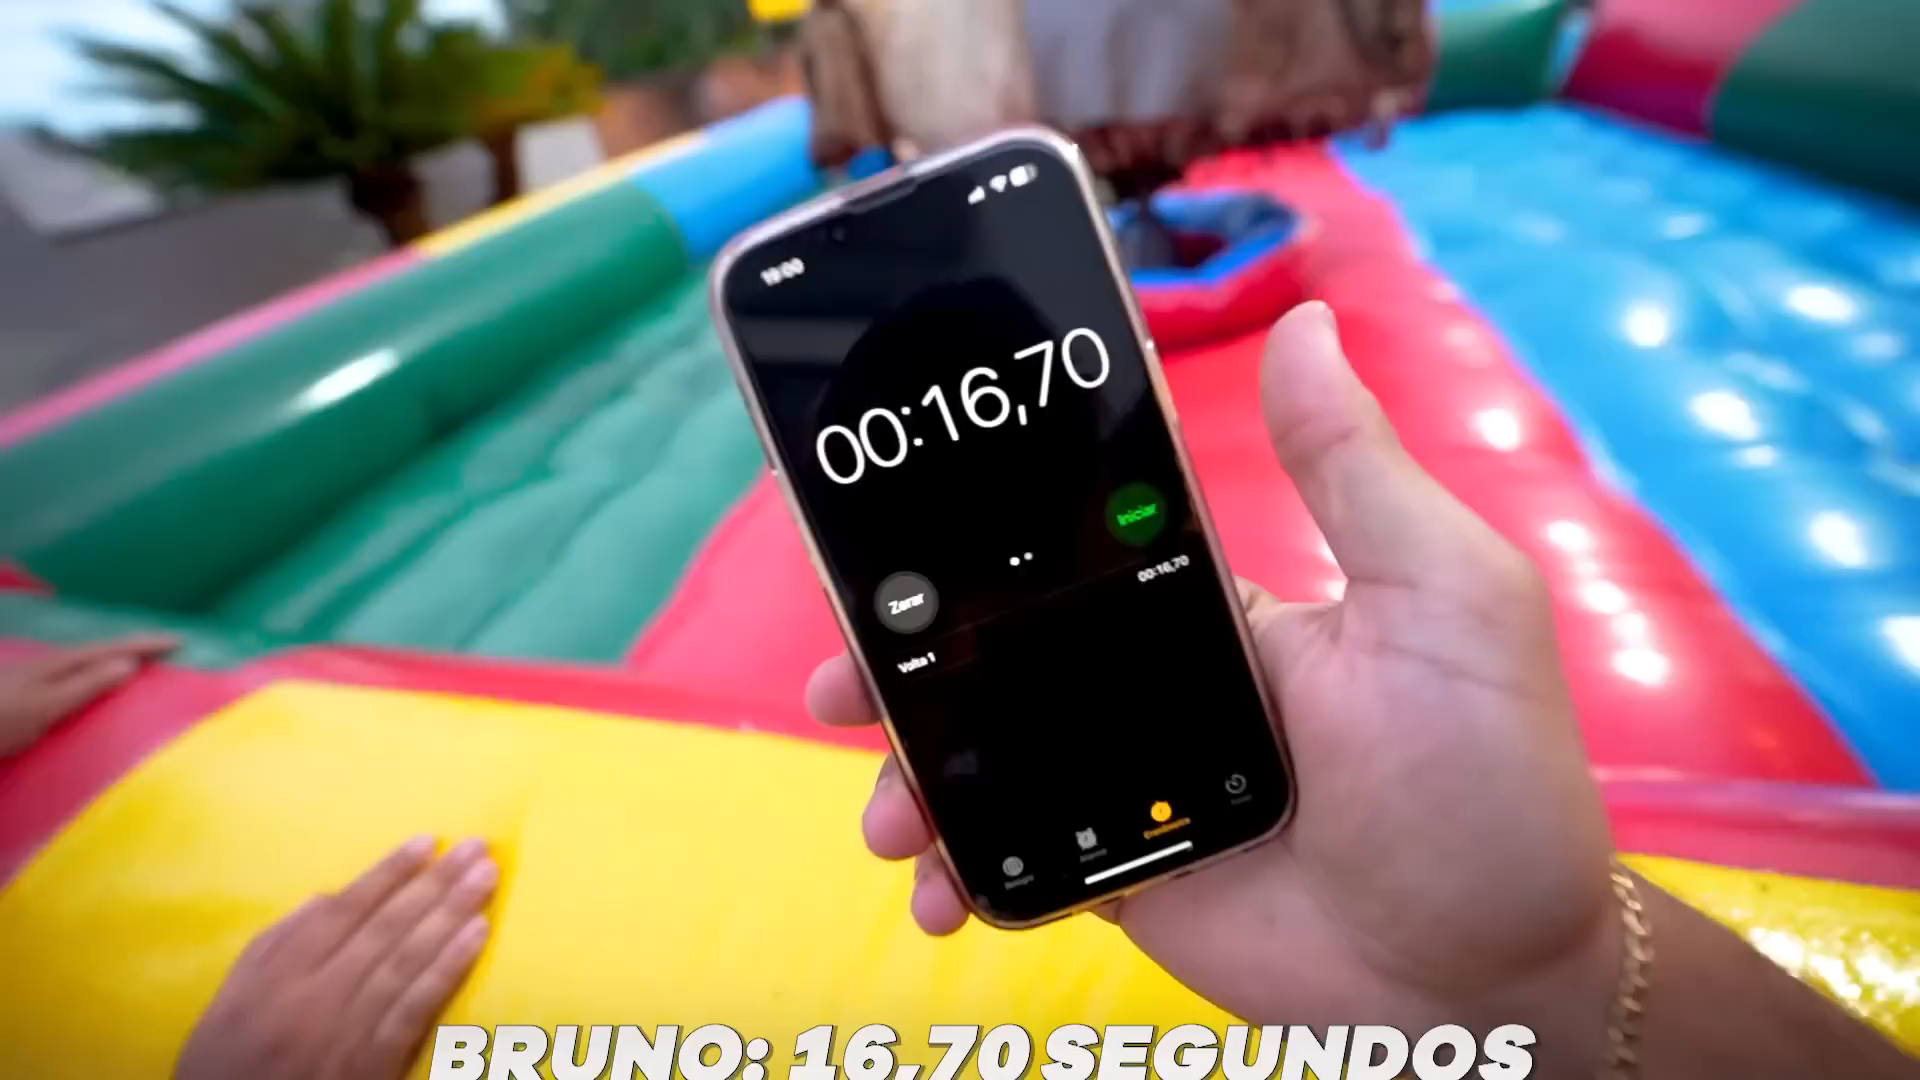 19:00
00:16,70
Iniciar
Zerar
00:16,70
Volta 1
BRUNO: 16,70 SEGUNDOS